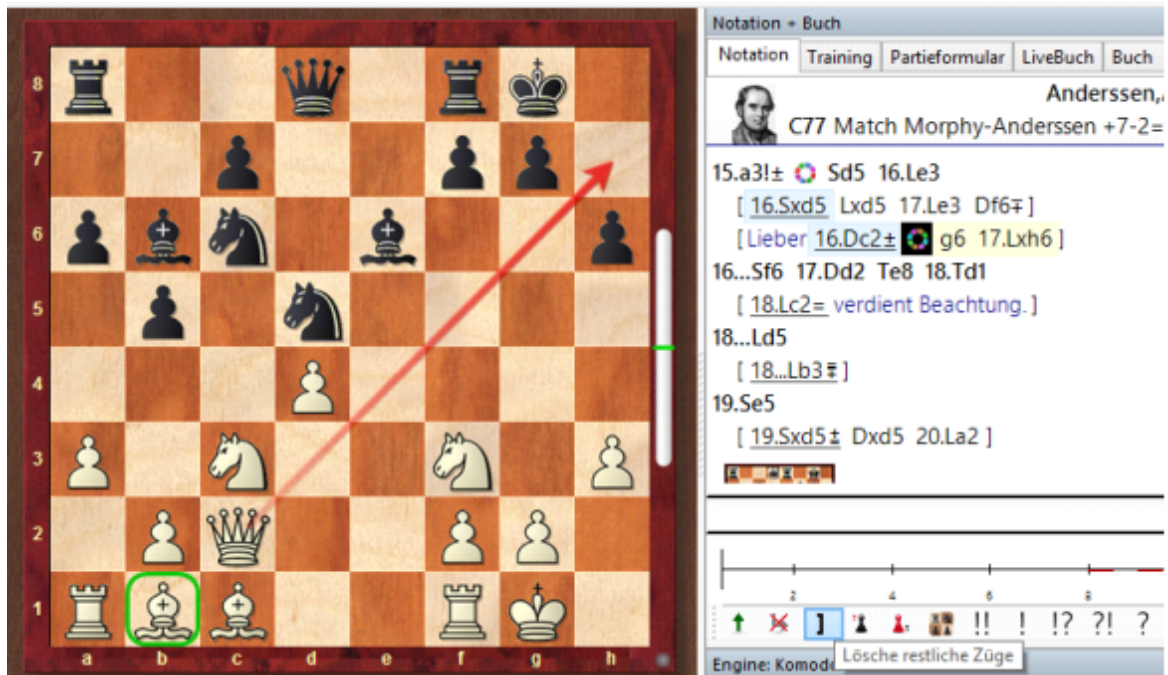 Notation + Buch
Notation Training Partieformular LiveBuch Buch
Anderssen,
C77 Match Morphy-Anderssen +7-2=
15.a3!± Sd5 16.Le3
[ 16.Sxd5 Lxd5 17.Le3 Df6∓ ]
[Lieber 16.Dc2± g6 17.Lxh6 ]
16...Sf6 17.Dd2 Te8 18.Td1
[ 18.Lc2= verdient Beachtung. ]
18...Ld5
[ 18...Lb3⩱ ]
19.Se5
[ 19.Sxd5⩲ Dxd5 20.La2 ]
8
7
6
5
4
3
2
1
a b c d e f g h
2 4 6 8
] !! ! !? ?! ?
Lösche restliche Züge
Engine: Komod